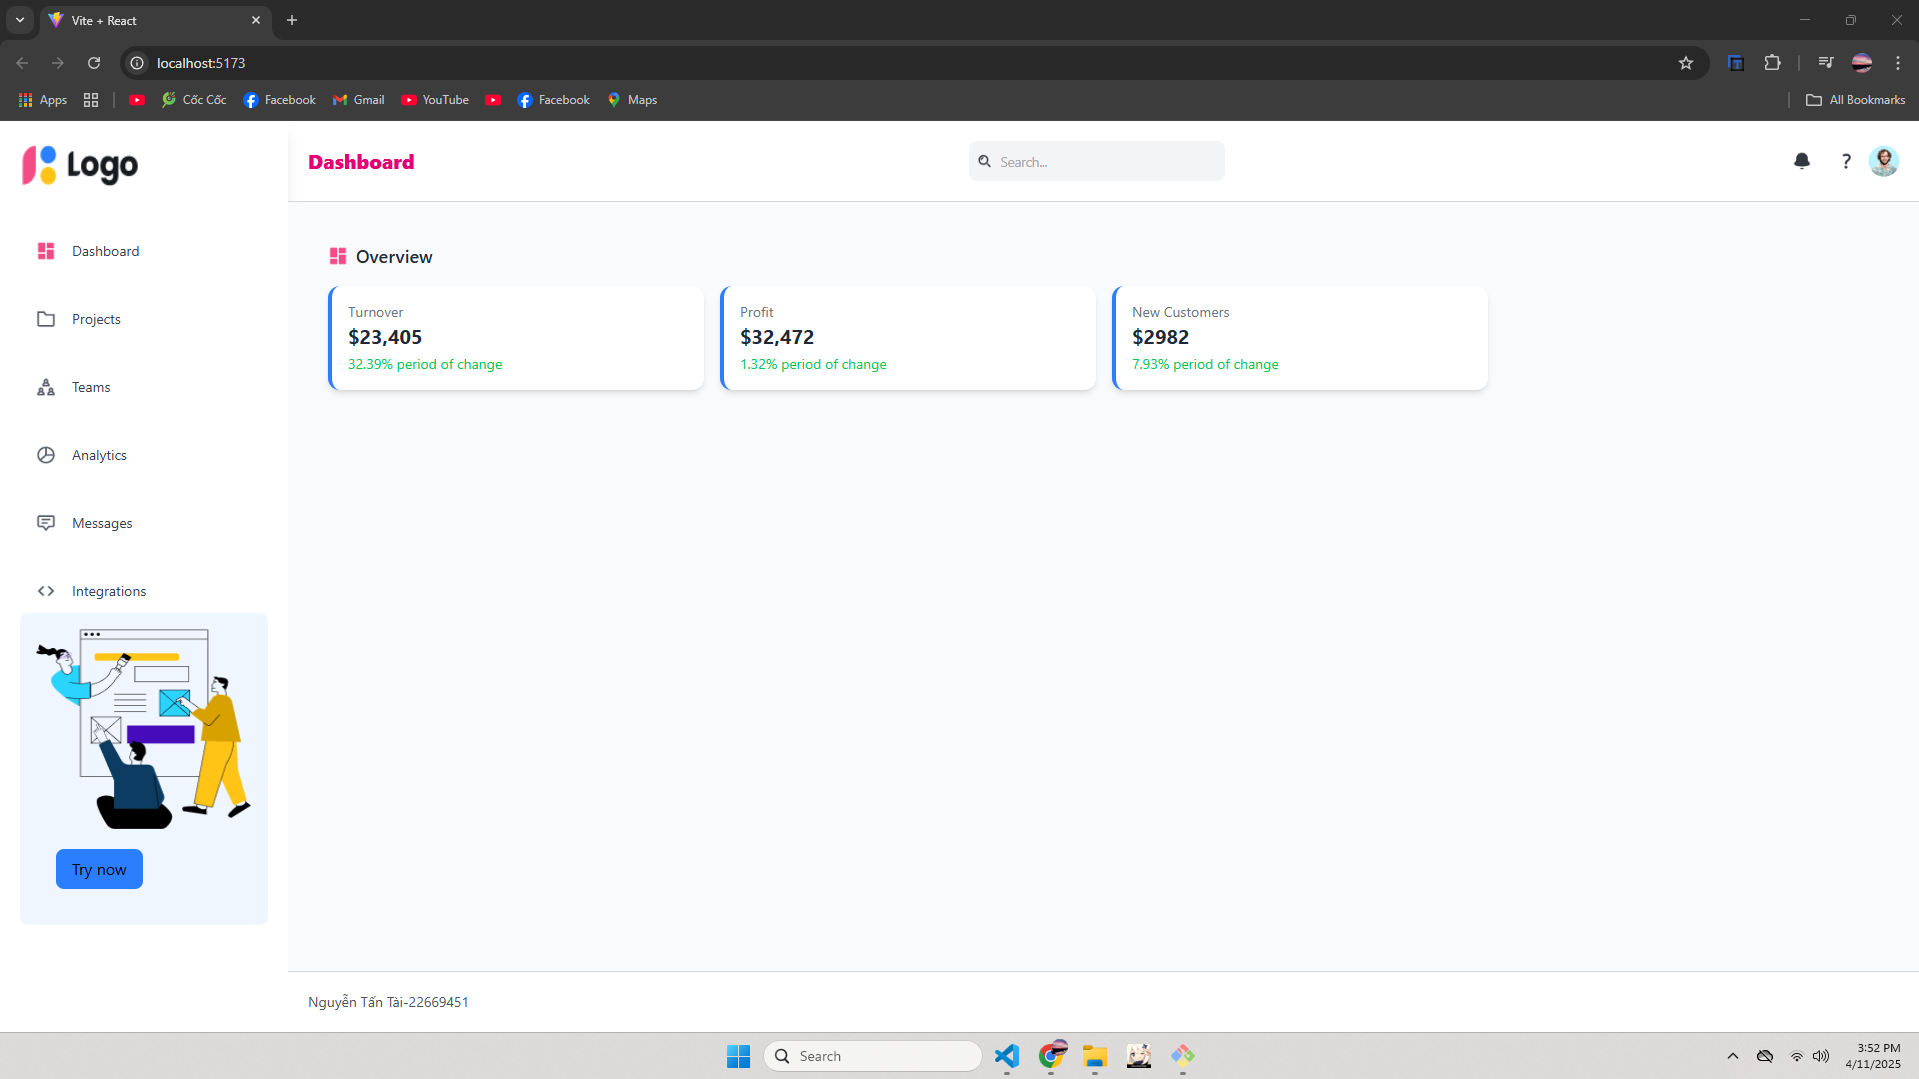 Vite + React
localhost:5173
Apps
Cốc Cốc
Facebook
Gmail
YouTube
Facebook
Maps
All Bookmarks
Logo
Dashboard
Search...
?
Dashboard
Projects
Teams
Analytics
Messages
Integrations
Try now
Overview
Turnover
$23,405
32.39% period of change
Profit
$32,472
1.32% period of change
New Customers
$2982
7.93% period of change
Nguyễn Tấn Tài-22669451
Search
3:52 PM
4/11/2025